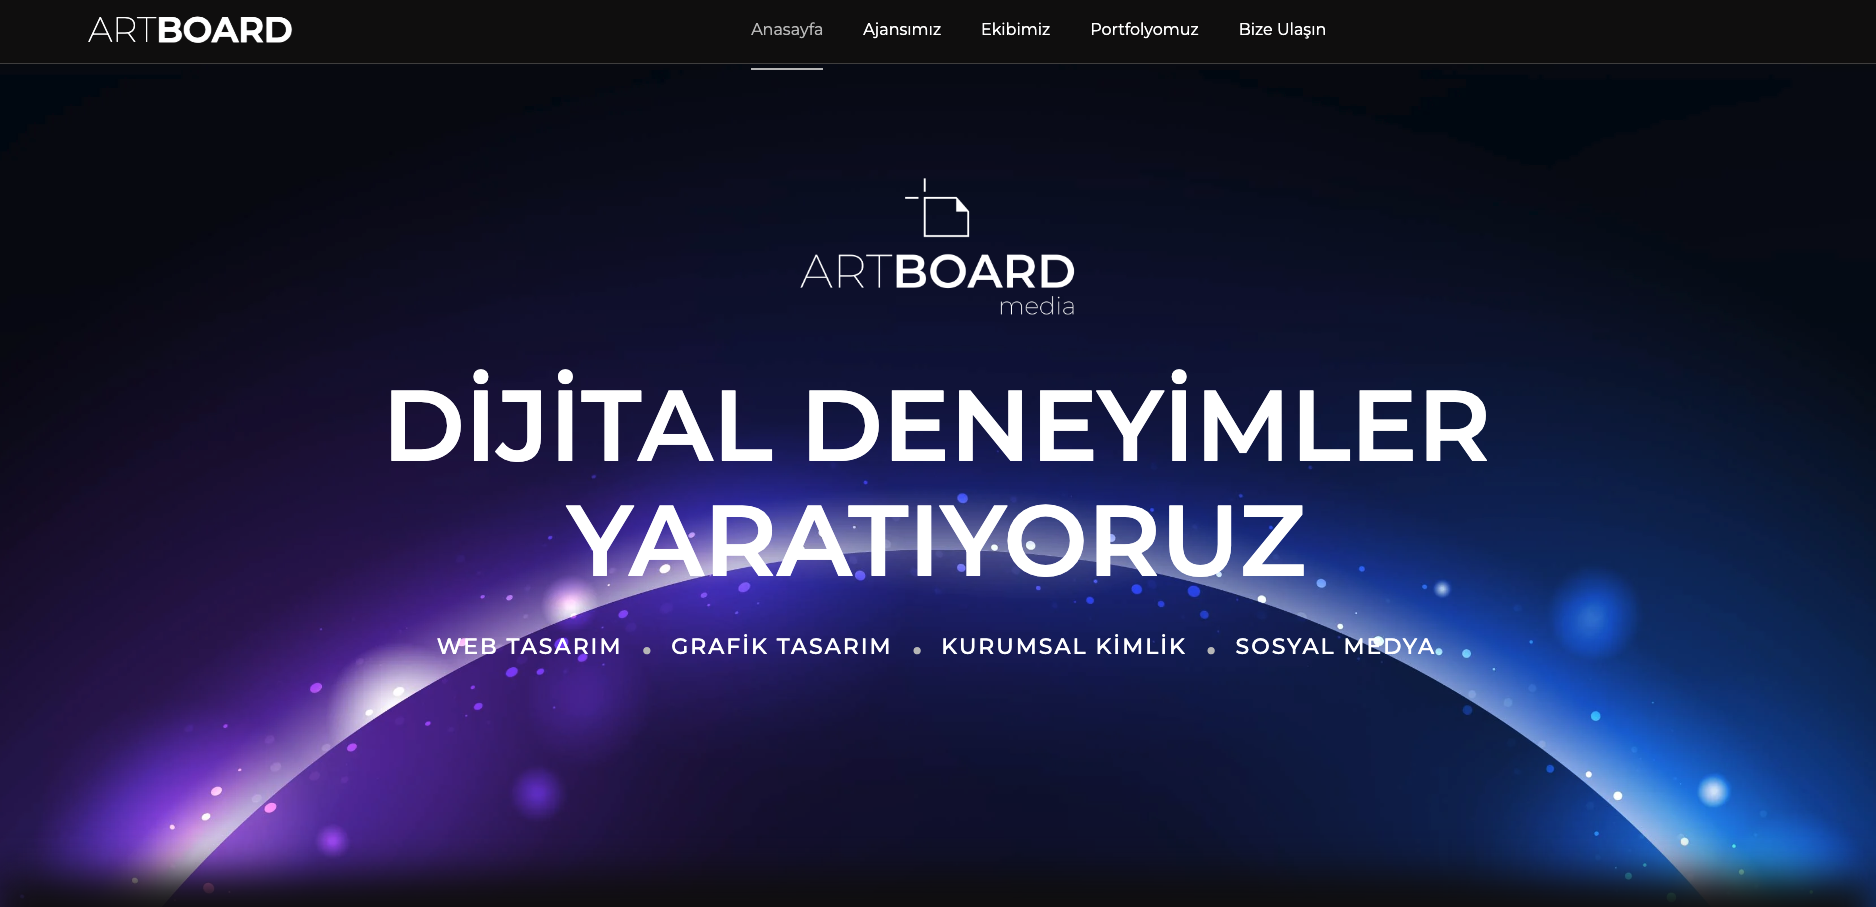 ARTBOARD
Anasayfa Ajansımız Ekibimiz Portfolyomuz Bize Ulaşın
ARTBOARD
media
DİJİTAL DENEYİMLER
YARATIYORUZ
WEB TASARIM • GRAFİK TASARIM • KURUMSAL KİMLİK • SOSYAL MEDYA